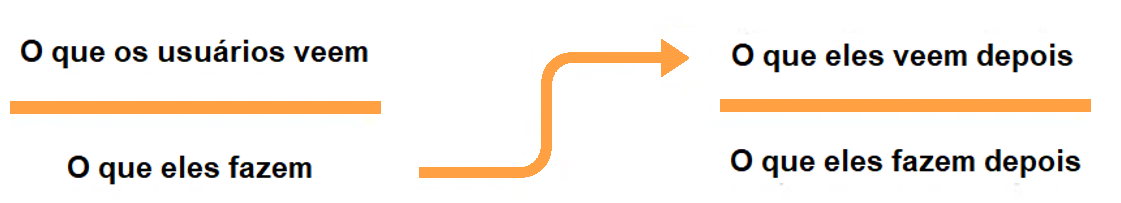 O que os usuários veem
O que eles fazem
O que eles veem depois
O que eles fazem depois